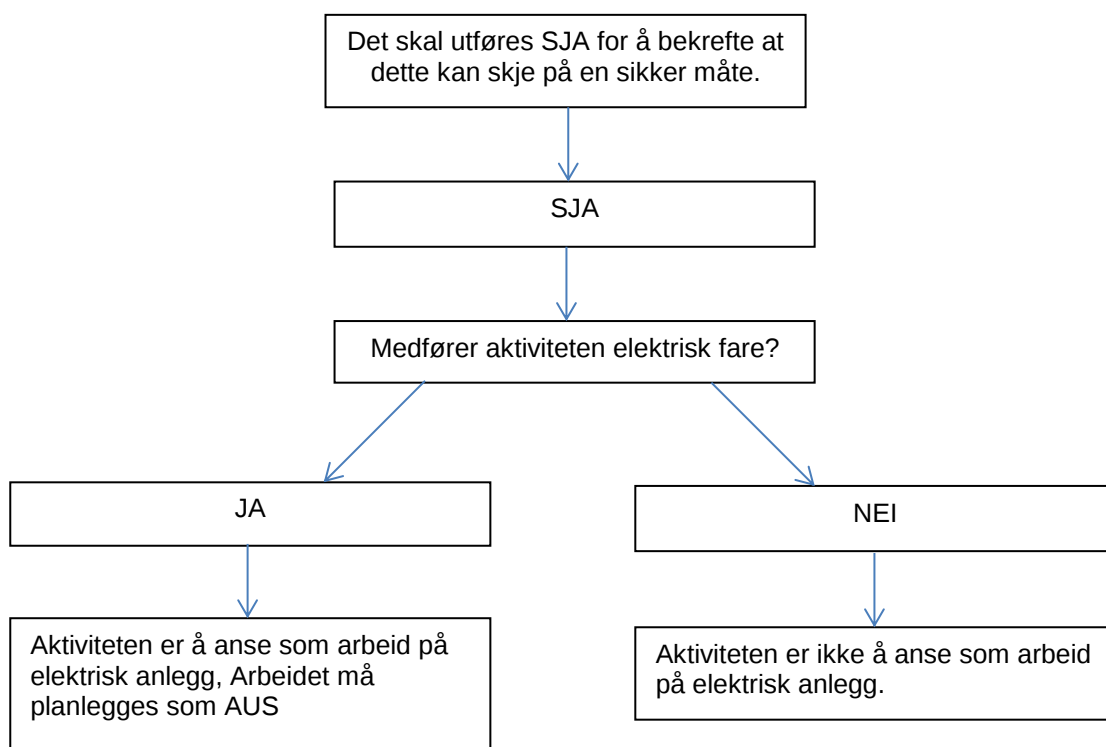 Det skal utføres SJA for å bekrefte at
dette kan skje på en sikker måte.
SJA
Medfører aktiviteten elektrisk fare?
JA
NEI
Aktiviteten er å anse som arbeid på
elektrisk anlegg, Arbeidet må
planlegges som AUS
Aktiviteten er ikke å anse som arbeid
på elektrisk anlegg.